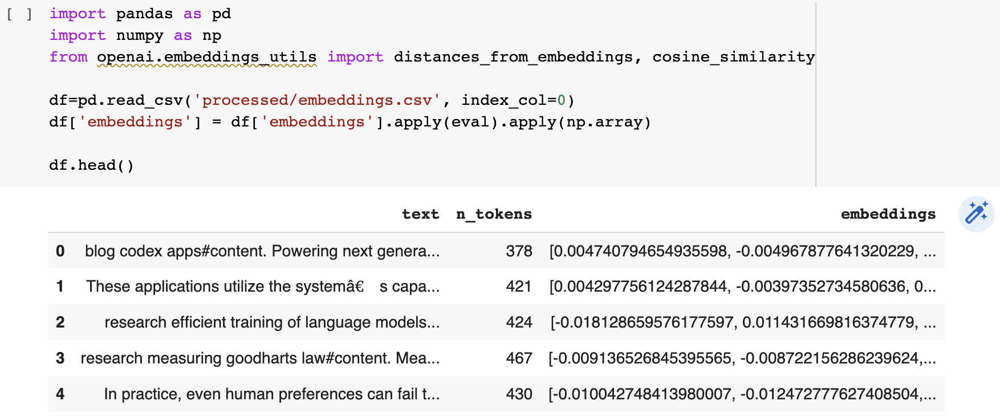 [ ] import pandas as pd
import numpy as np
from openai.embeddings_utils import distances_from_embeddings, cosine_similarity
df=pd.read_csv('processed/embeddings.csv', index_col=0)
df['embeddings'] = df['embeddings'].apply(eval).apply(np.array)
df.head()
text n_tokens embeddings
0 blog codex apps#content. Powering next genera... 378 [0.004740794654935598, -0.004967877641320229, ...
1 These applications utilize the systemâ€ s capa... 421 [0.004297756124287844, -0.00397352734580636, 0...
2 research efficient training of language models... 424 [-0.018128659576177597, 0.011431669816374779, ...
3 research measuring goodharts law#content. Mea... 467 [-0.009136526845395565, -0.008722156286239624,...
4 In practice, even human preferences can fail t... 430 [-0.010042748413980007, -0.012472777627408504,...